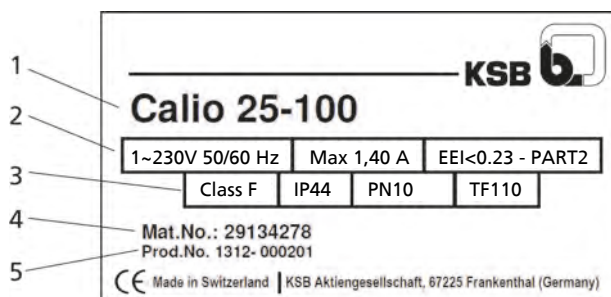 KSB b.
1 Calio 25-100
2 1~230V 50/60 Hz Max 1,40 A EEI<0.23 - PART2
3 Class F IP44 PN10 TF110
4 Mat.No.: 29134278
5 Prod.No. 1312- 000201
CE Made in Switzerland KSB Aktiengesellschaft, 67225 Frankenthal (Germany)